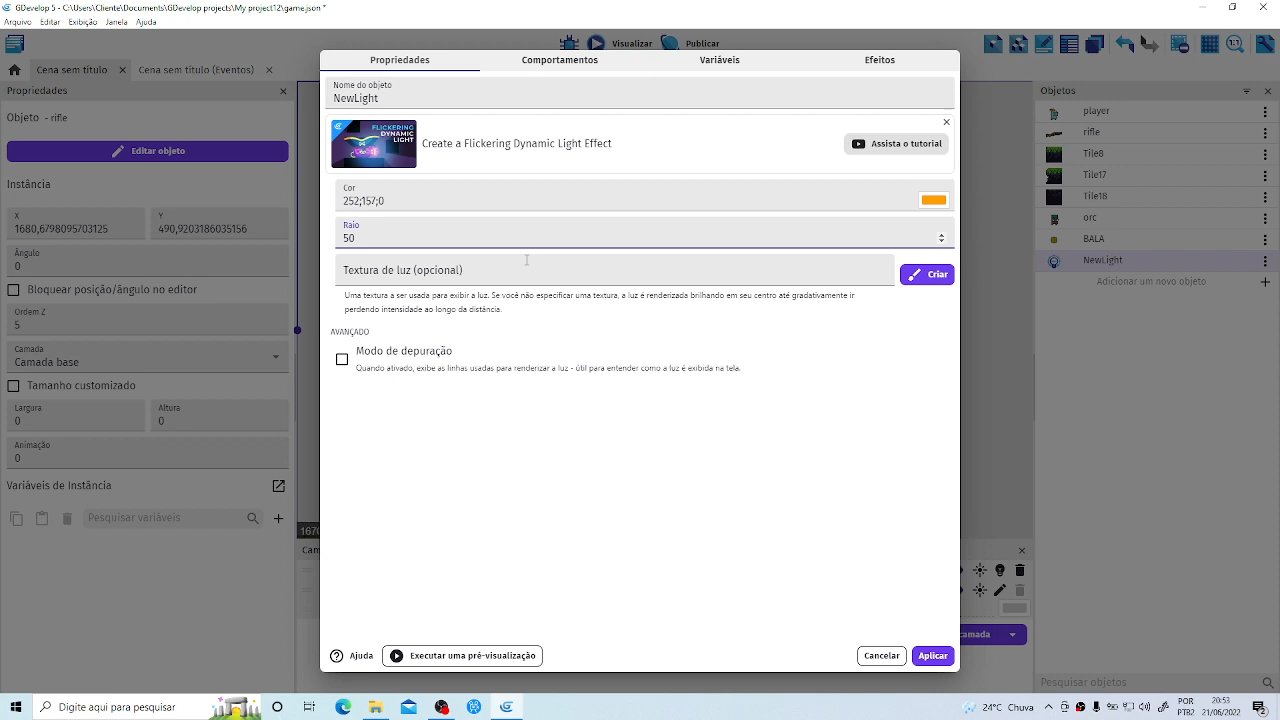 GDevelop 5 - C:\Users\Cliente\Documents\GDevelop projects\My project12\game.json *
Arquivo Editar Exibição Janela Ajuda
Visualizar
Publicar
Cena sem título
Cena sem título (Eventos)
Propriedades
Objeto - rifle
Editar objeto
Instância
X
1680,6798095703125
Y
490,9203186035156
Ângulo
0
Bloquear posição/ângulo no editor
Ordem Z
5
Camada
Camada base
Tamanho customizado
Largura
0
Altura
0
Animação
0
Variáveis de Instância
Pesquisar variáveis
Propriedades
Comportamentos
Variáveis
Efeitos
Nome do objeto
NewLight
FLICKERING
DYNAMIC
LIGHT
Create a Flickering Dynamic Light Effect
Assista o tutorial
Cor
252;157;0
Raio
50
Textura de luz (opcional)
Criar
Uma textura a ser usada para exibir a luz. Se você não especificar uma textura, a luz é renderizada brilhando em seu centro até gradativamente ir
perdendo intensidade ao longo da distância.
AVANÇADO
Modo de depuração
Quando ativado, exibe as linhas usadas para renderizar a luz - útil para entender como a luz é exibida na tela.
Ajuda
Executar uma pré-visualização
Cancelar
Aplicar
1670
Cam
camada
Objetos
player
rifle
Tile8
Tile17
Tile18
orc
BALA
NewLight
Adicionar um novo objeto
Pesquisar objetos
Digite aqui para pesquisar
24°C Chuva
POR
PTB2
20:53
21/06/2022
2